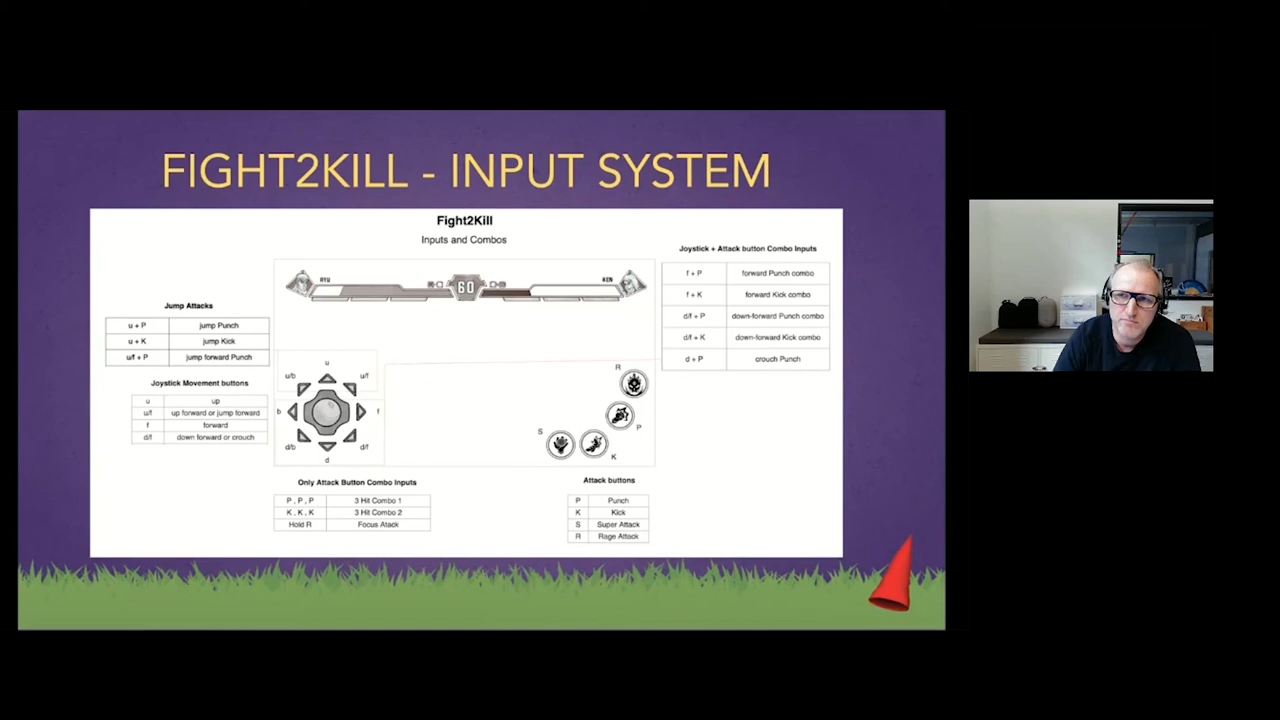 FIGHT2KILL - INPUT SYSTEM
Fight2Kill
Inputs and Combos
RYU
60
KEN
Jump Attacks
u + P jump Punch
u + K jump Kick
u/f + P jump forward Punch
Joystick Movement buttons
u up
u/f up forward or jump forward
f forward
d/f down forward or crouch
u
u/b
u/f
b
f
d/b
d/f
d
R
P
S
K
Joystick + Attack button Combo Inputs
f + P forward Punch combo
f + K forward Kick combo
d/f + P down-forward Punch combo
d/f + K down-forward Kick combo
d + P crouch Punch
Only Attack Button Combo Inputs
P , P , P 3 Hit Combo 1
K , K , K 3 Hit Combo 2
Hold R Focus Atack
Attack buttons
P Punch
K Kick
S Super Attack
R Rage Attack